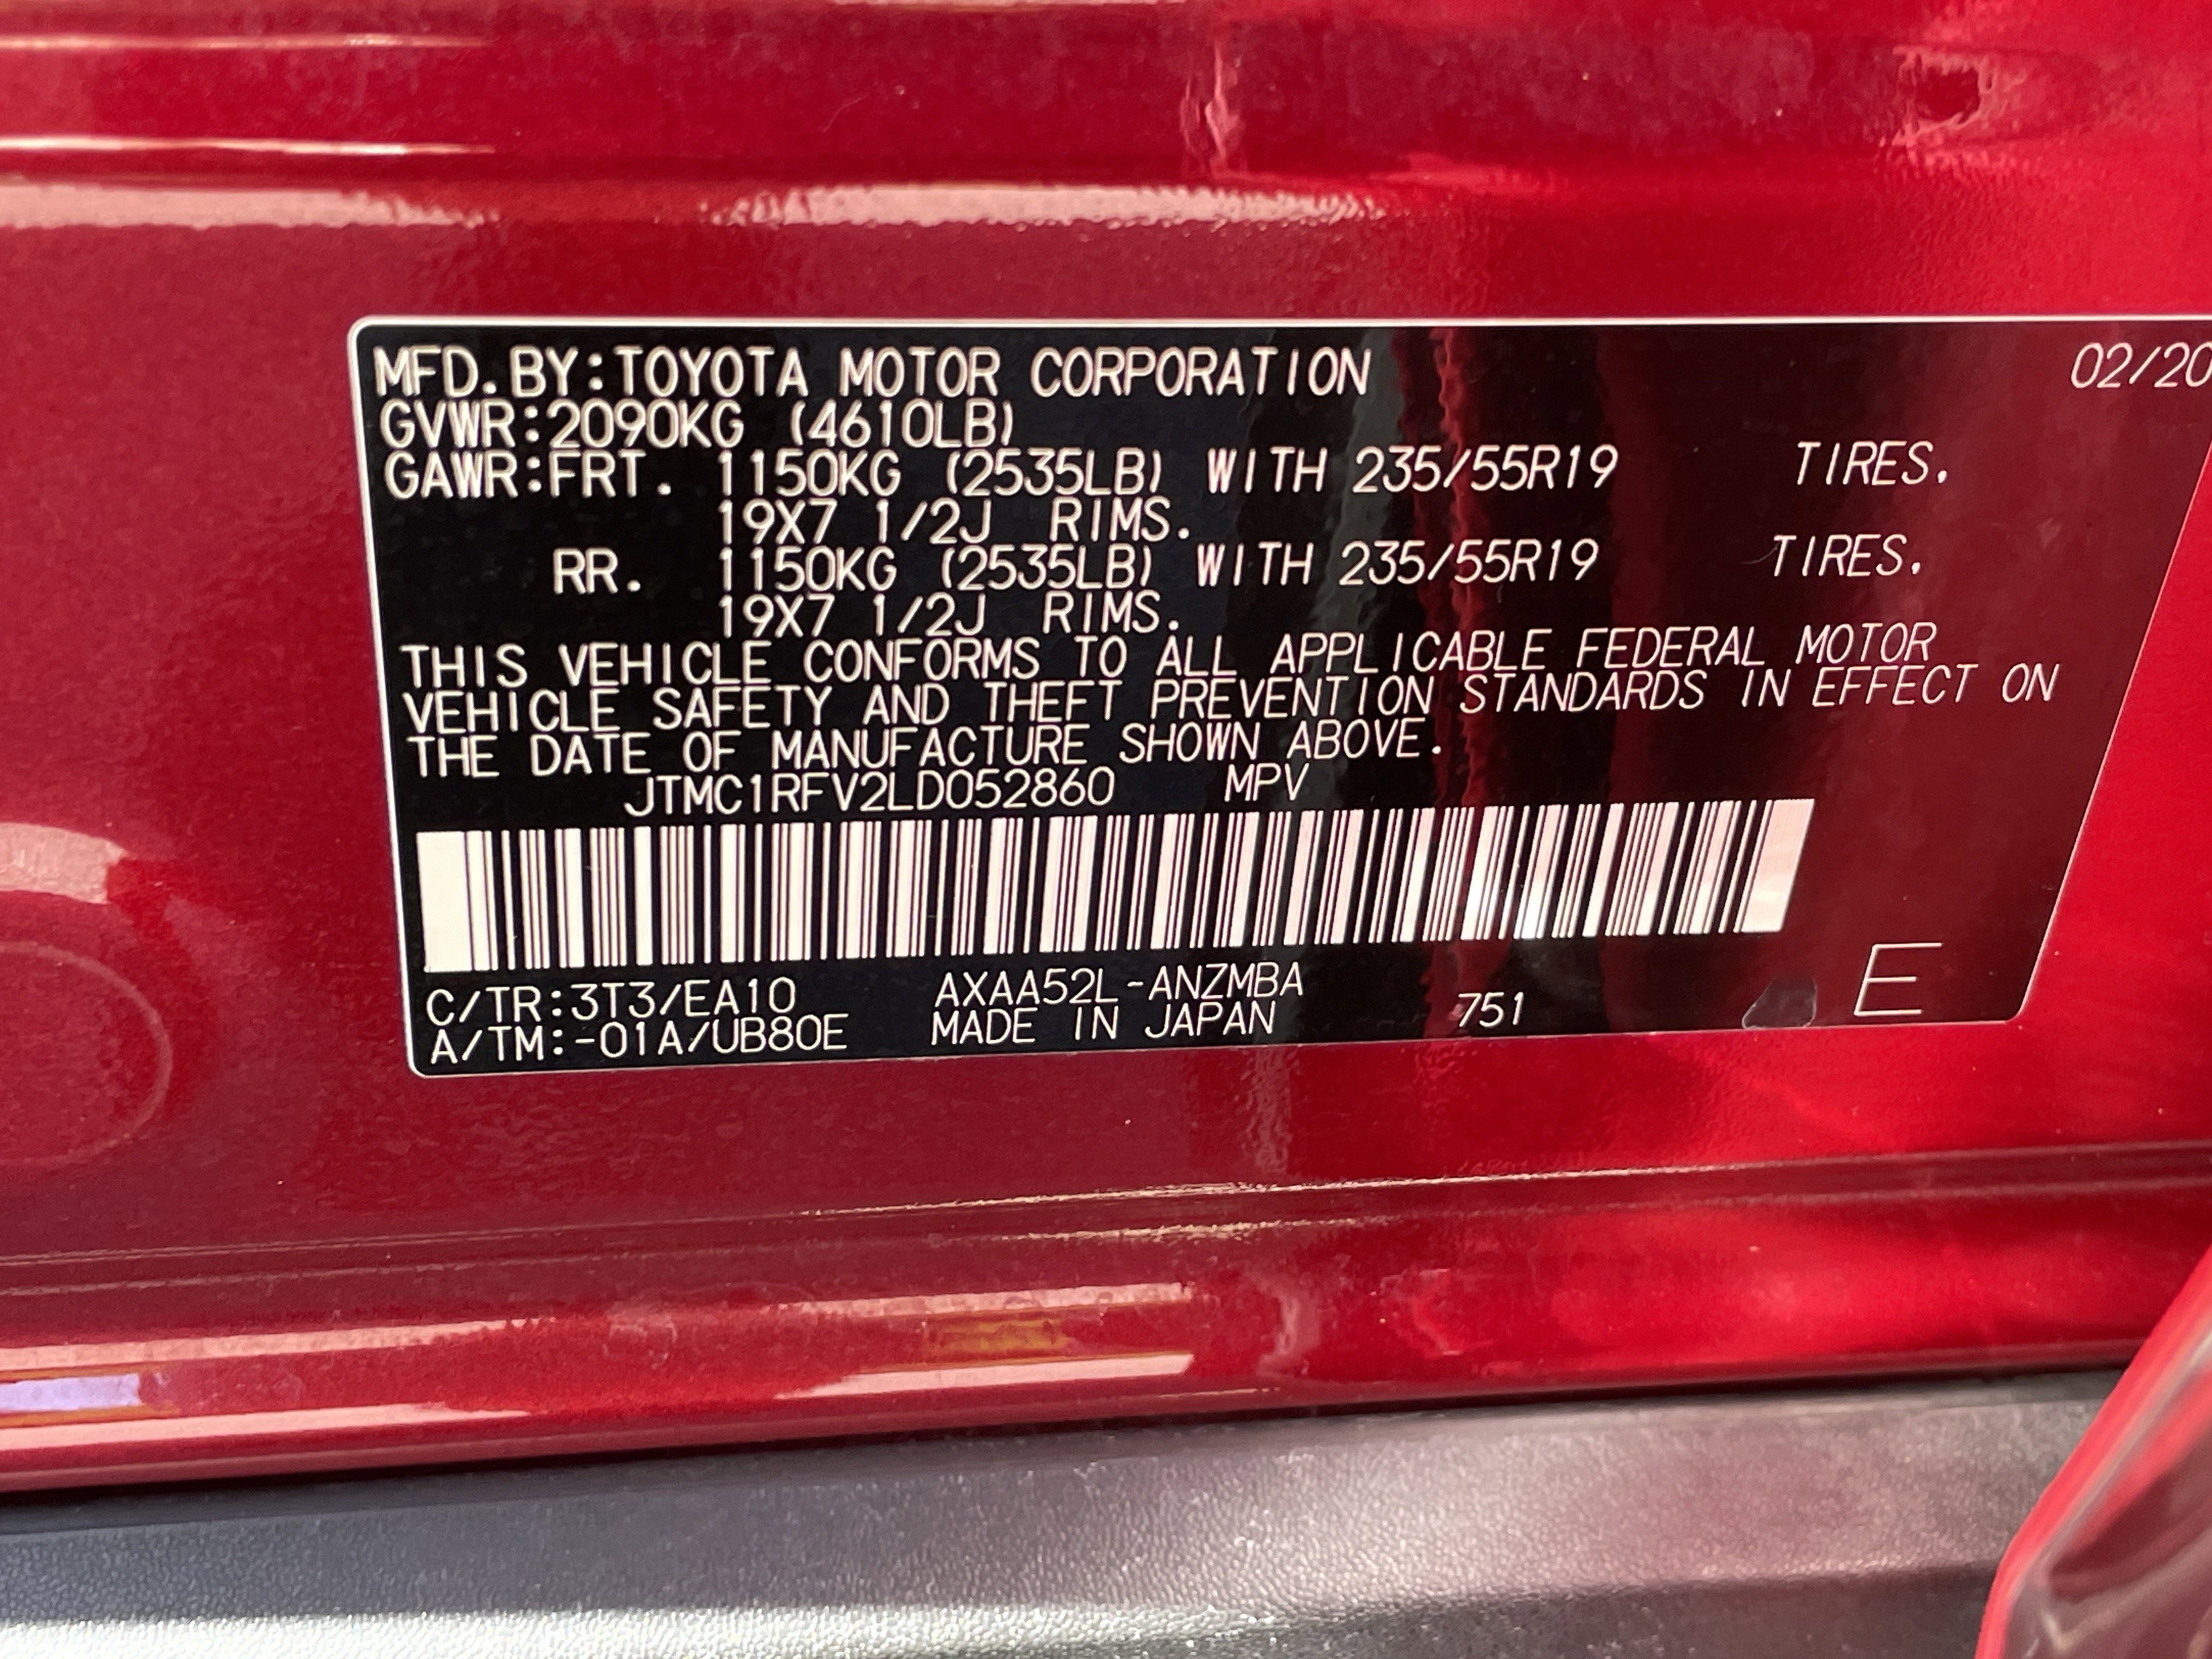 MFD.BY:TOYOTA MOTOR CORPORATION 02/20
GVWR:2090KG (4610LB)
GAWR:FRT. 1150KG (2535LB) WITH 235/55R19 TIRES.
19X7 1/2J RIMS.
RR. 1150KG (2535LB) WITH 235/55R19 TIRES.
19X7 1/2J RIMS.
THIS VEHICLE CONFORMS TO ALL APPLICABLE FEDERAL MOTOR
VEHICLE SAFETY AND THEFT PREVENTION STANDARDS IN EFFECT ON
THE DATE OF MANUFACTURE SHOWN ABOVE.
JTMC1RFV2LD052860 MPV
C/TR:3T3/EA10 AXAA52L-ANZMBA
A/TM:-01A/UB80E MADE IN JAPAN 751 E